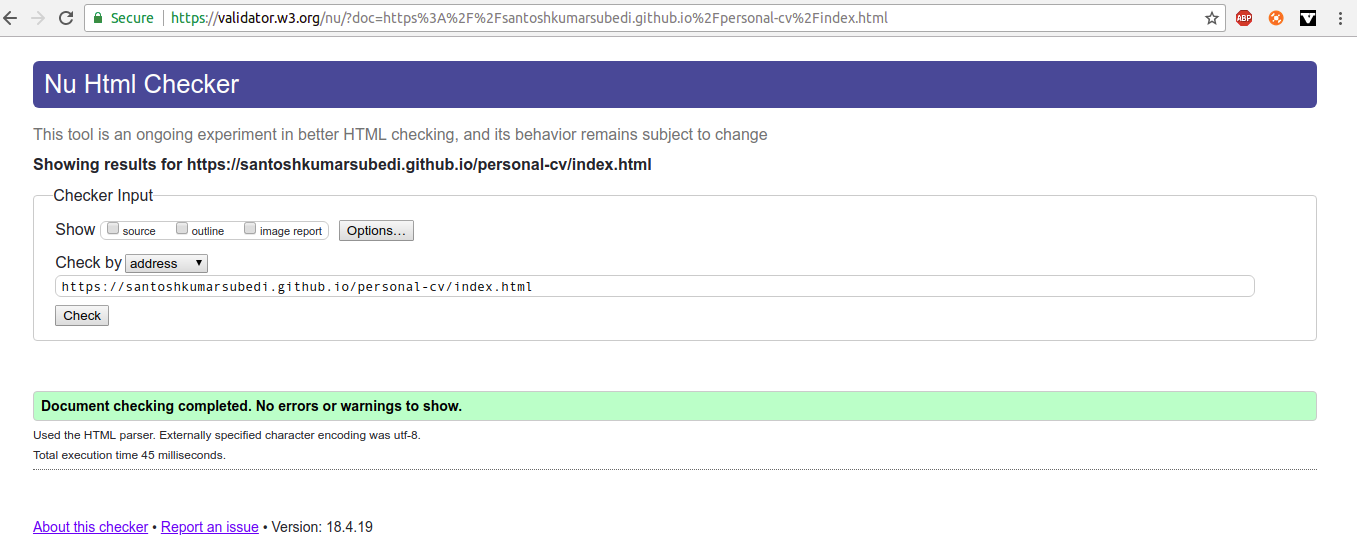 Secure https://validator.w3.org/nu/?doc=https%3A%2F%2Fsantoshkumarsubedi.github.io%2Fpersonal-cv%2Findex.html ABP
Nu Html Checker
This tool is an ongoing experiment in better HTML checking, and its behavior remains subject to change
Showing results for https://santoshkumarsubedi.github.io/personal-cv/index.html
Checker Input
Show source outline image report Options...
Check by address
https://santoshkumarsubedi.github.io/personal-cv/index.html
Check
Document checking completed. No errors or warnings to show.
Used the HTML parser. Externally specified character encoding was utf-8.
Total execution time 45 milliseconds.
About this checker • Report an issue • Version: 18.4.19